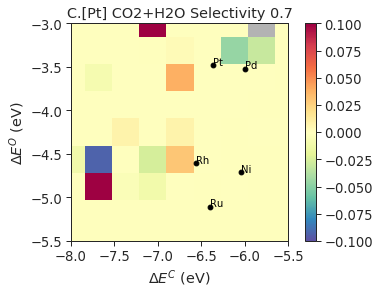 C.[Pt] CO2+H2O Selectivity 0.7
−3.0
−3.5
−4.0
−4.5
−5.0
−5.5
ΔE^O (eV)
Pt
Pd
Rh
Ni
Ru
−8.0 −7.5 −7.0 −6.5 −6.0 −5.5
ΔE^C (eV)
0.100
0.075
0.050
0.025
0.000
−0.025
−0.050
−0.075
−0.100